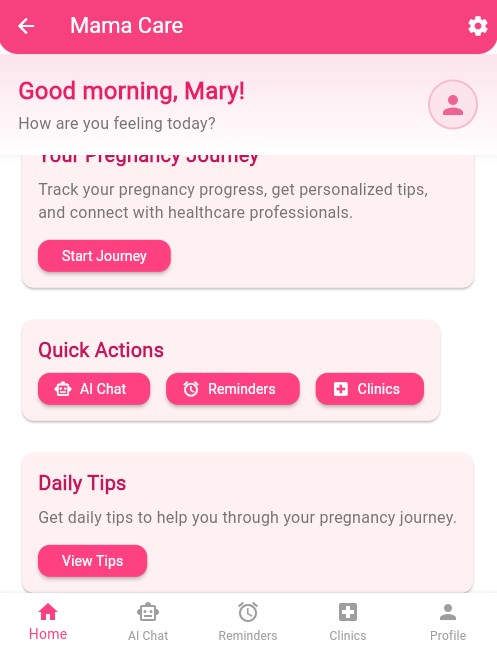 Mama Care
Good morning, Mary!
How are you feeling today?
Your Pregnancy Journey
Track your pregnancy progress, get personalized tips,
and connect with healthcare professionals.
Start Journey
Quick Actions
AI Chat
Reminders
Clinics
Daily Tips
Get daily tips to help you through your pregnancy journey.
View Tips
Home
AI Chat
Reminders
Clinics
Profile